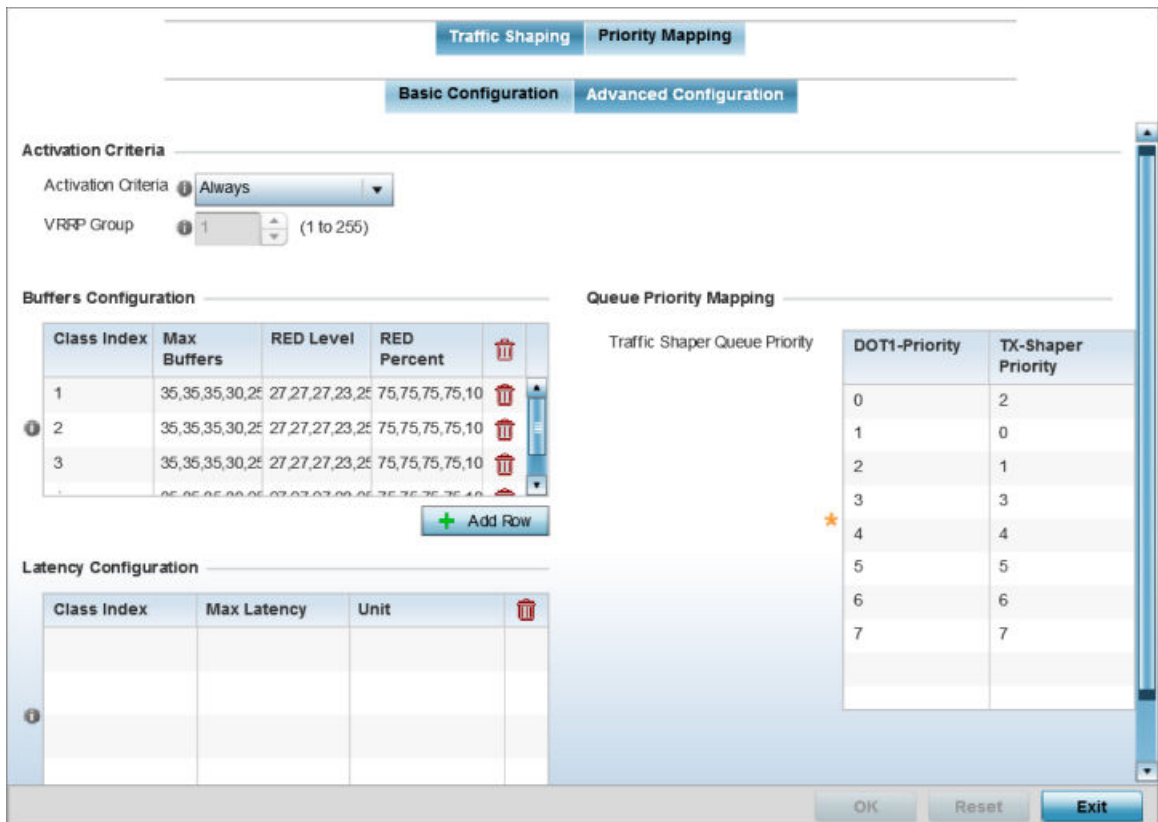 Traffic Shaping Priority Mapping
Basic Configuration Advanced Configuration
Activation Criteria
Activation Criteria Always
VRRP Group 1 (1 to 255)
Buffers Configuration
Class Index Max Buffers RED Level RED Percent
1 35,35,35,30,25 27,27,27,23,25 75,75,75,75,10
2 35,35,35,30,25 27,27,27,23,25 75,75,75,75,10
3 35,35,35,30,25 27,27,27,23,25 75,75,75,75,10
+ Add Row
Latency Configuration
Class Index Max Latency Unit
Queue Priority Mapping
Traffic Shaper Queue Priority
DOT1-Priority TX-Shaper Priority
0 2
1 0
2 1
3 3
4 4
5 5
6 6
7 7
OK Reset Exit